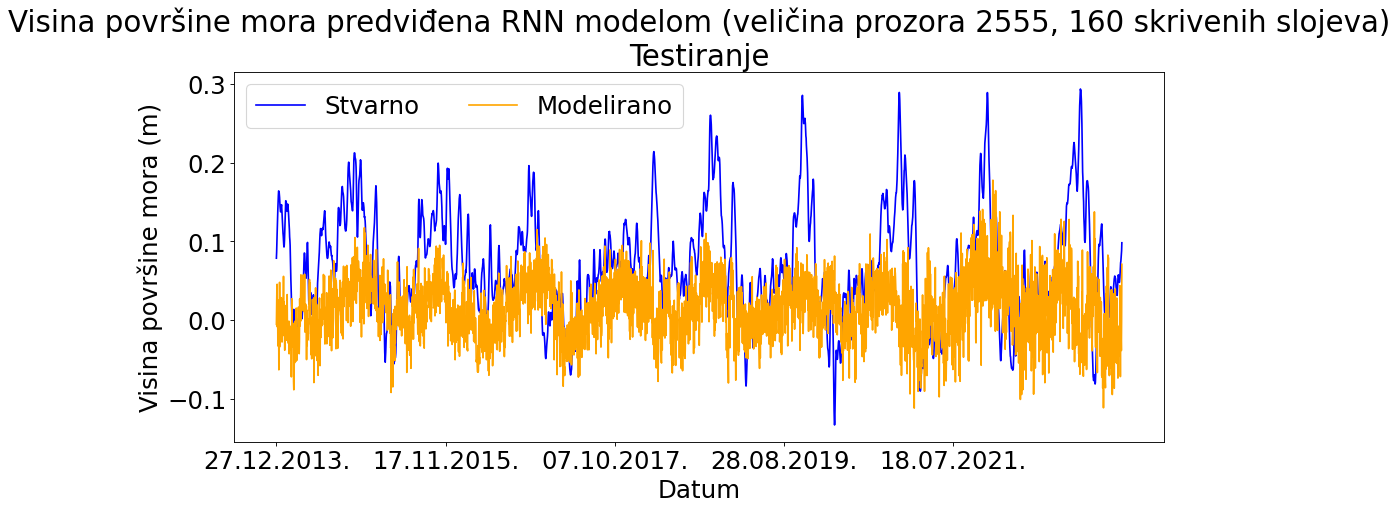 Visina površine mora predviđena RNN modelom (veličina prozora 2555, 160 skrivenih slojeva)
Testiranje
Stvarno
Modelirano
Visina površine mora (m)
0.3
0.2
0.1
0.0
−0.1
27.12.2013.
17.11.2015.
07.10.2017.
28.08.2019.
18.07.2021.
Datum